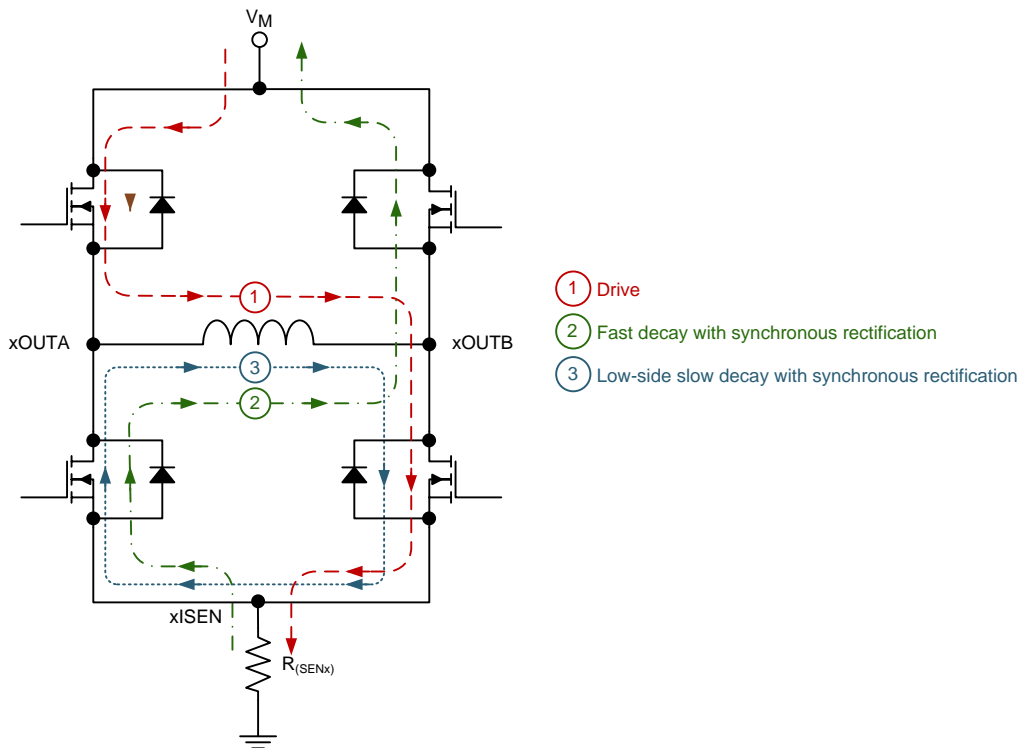 VM
1
xOUTA
xOUTB
3
2
1 Drive
2 Fast decay with synchronous rectification
3 Low-side slow decay with synchronous rectification
xISEN
R(SENx)